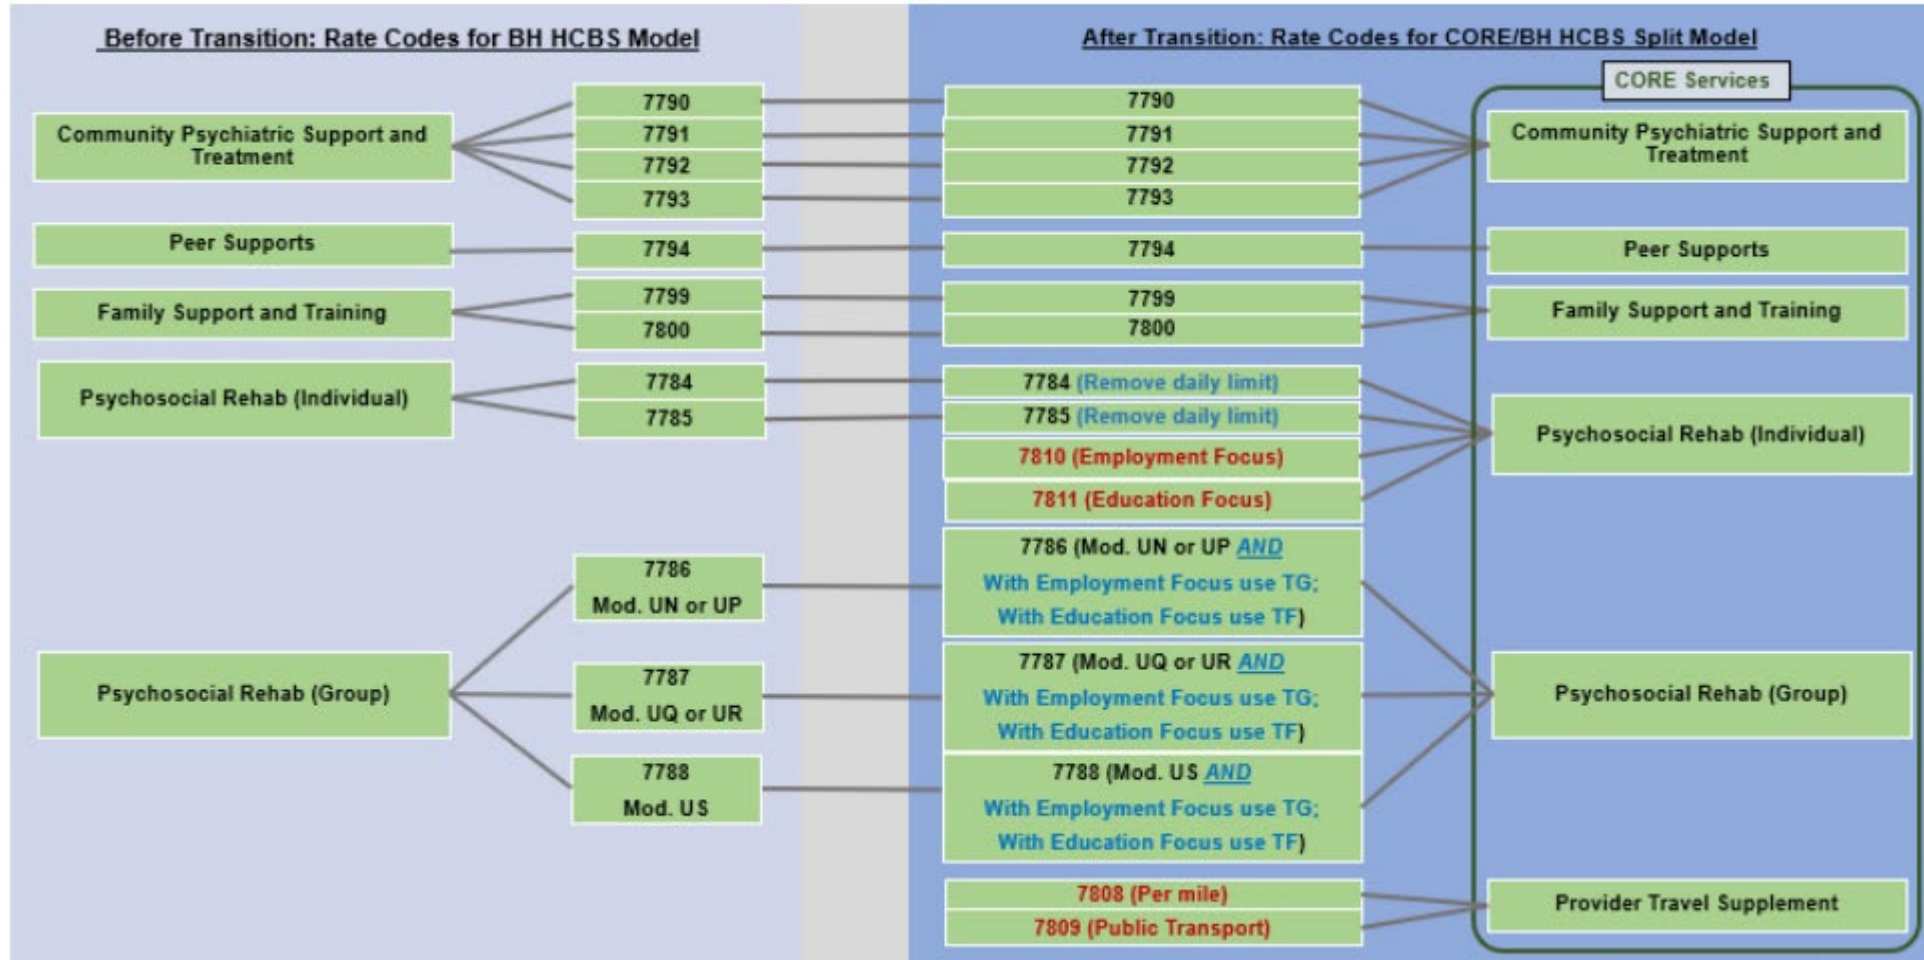 Before Transition: Rate Codes for BH HCBS Model
Community Psychiatric Support and
Treatment
7790
7791
7792
7793
Peer Supports
7794
Family Support and Training
7799
7800
Psychosocial Rehab (Individual)
7784
7785
Psychosocial Rehab (Group)
7786
Mod. UN or UP
7787
Mod. UQ or UR
7788
Mod. US
After Transition: Rate Codes for CORE/BH HCBS Split Model
CORE Services
7790
7791
7792
7793
Community Psychiatric Support and
Treatment
7794
Peer Supports
7799
7800
Family Support and Training
7784 (Remove daily limit)
7785 (Remove daily limit)
7810 (Employment Focus)
7811 (Education Focus)
Psychosocial Rehab (Individual)
7786 (Mod. UN or UP AND
With Employment Focus use TG;
With Education Focus use TF)
7787 (Mod. UQ or UR AND
With Employment Focus use TG;
With Education Focus use TF)
7788 (Mod. US AND
With Employment Focus use TG;
With Education Focus use TF)
Psychosocial Rehab (Group)
7808 (Per mile)
7809 (Public Transport)
Provider Travel Supplement